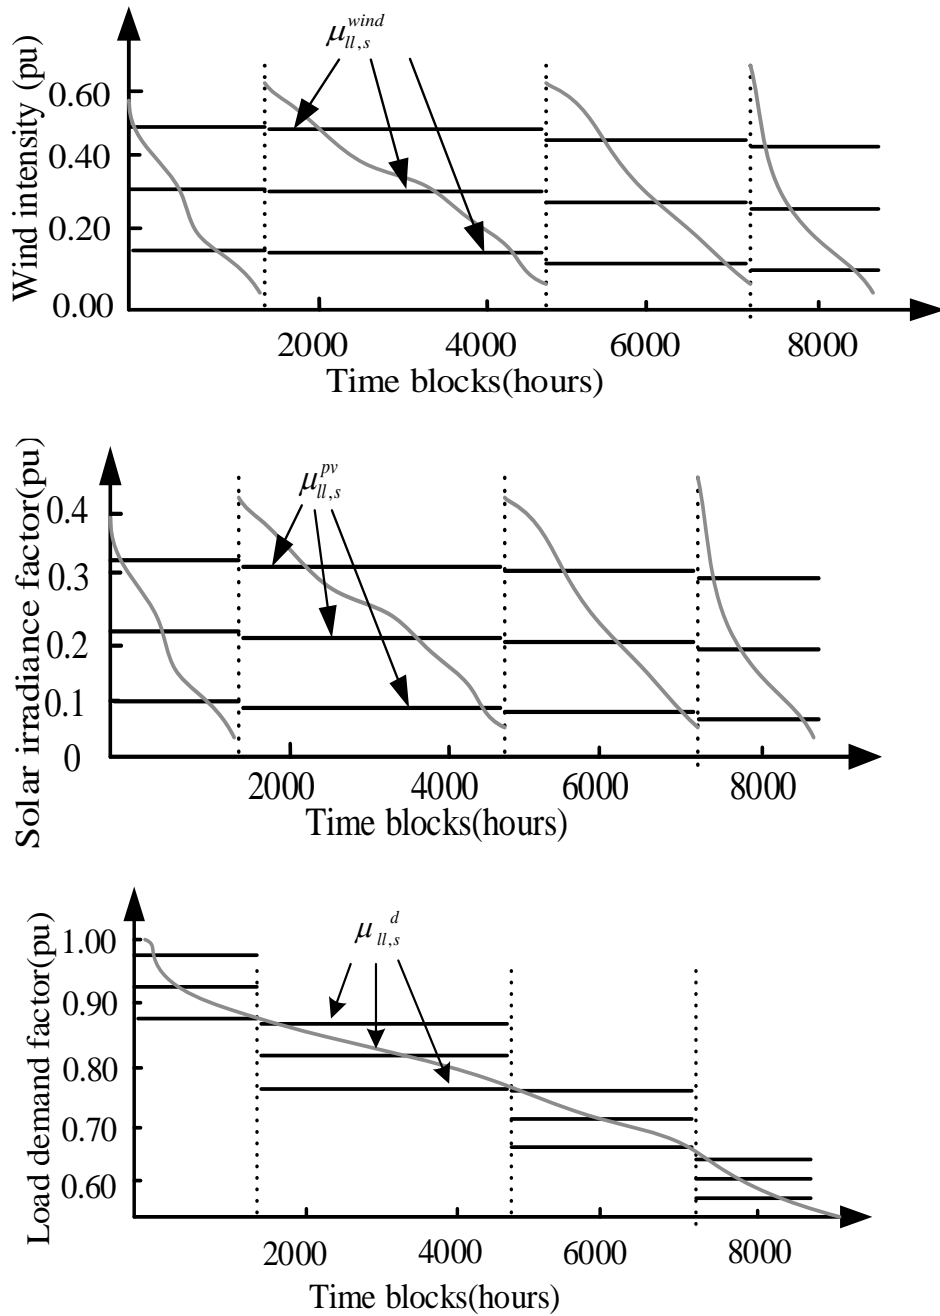 μ_{ll,s}^{wind}
Wind intensity (pu)
0.60
0.40
0.20
0.00
2000 4000 6000 8000
Time blocks(hours)
μ_{ll,s}^{pv}
Solar irradiance factor(pu)
0.4
0.3
0.2
0.1
0
2000 4000 6000 8000
Time blocks(hours)
μ_{ll,s}^{d}
Load demand factor(pu)
1.00
0.90
0.80
0.70
0.60
2000 4000 6000 8000
Time blocks(hours)